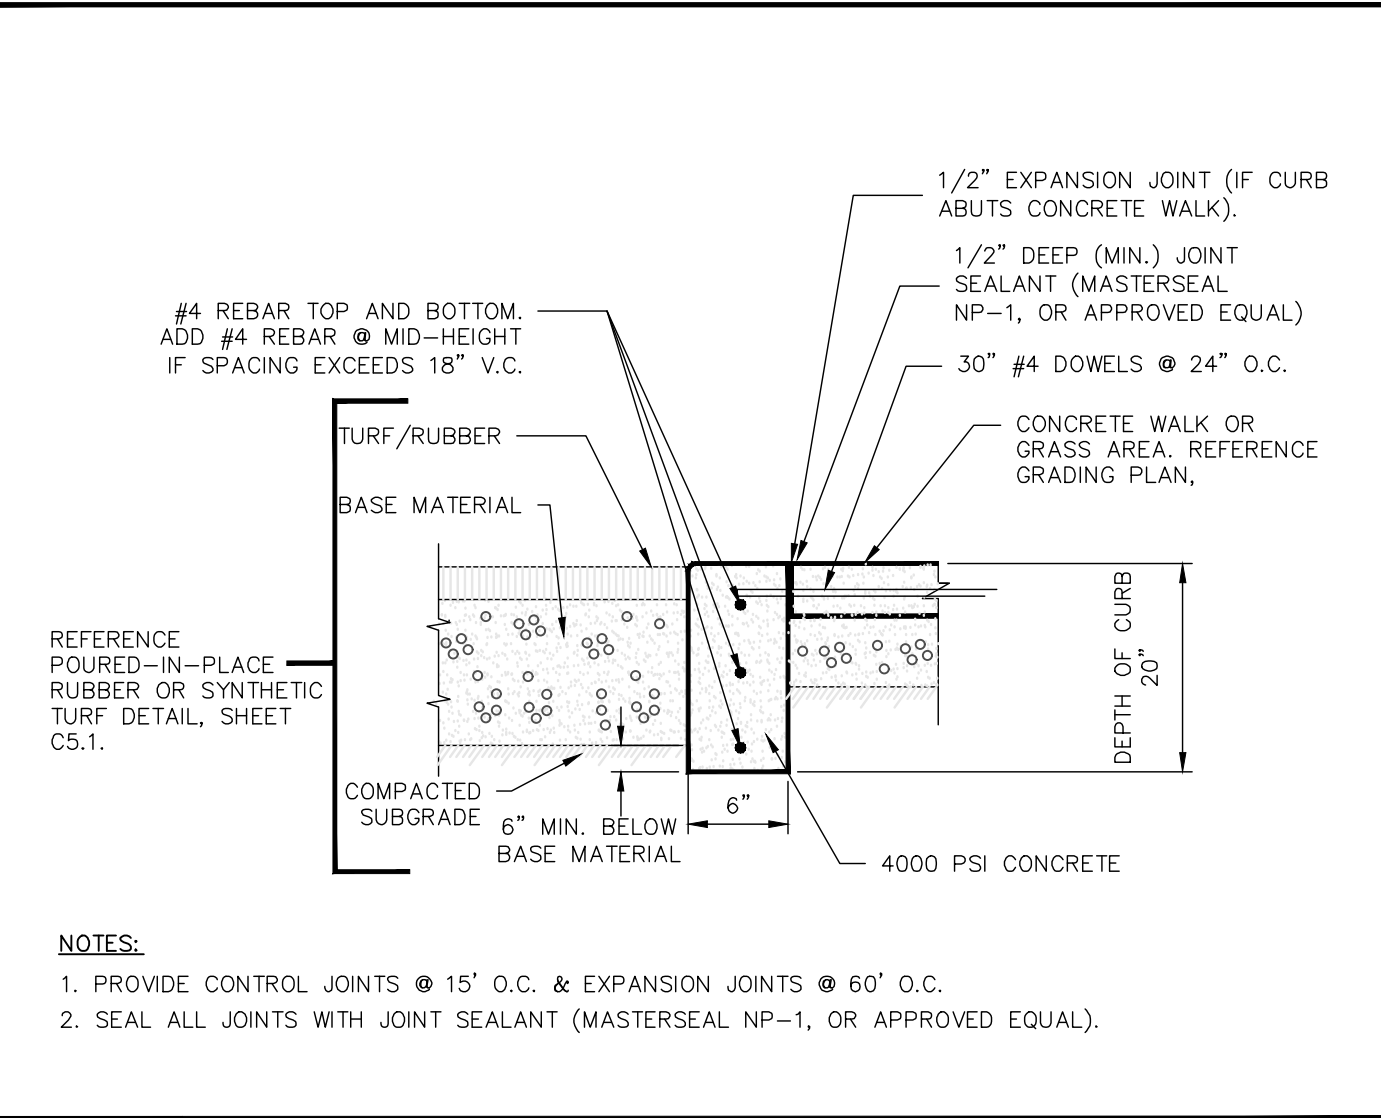 1/2" EXPANSION JOINT (IF CURB
ABUTS CONCRETE WALK).
1/2" DEEP (MIN.) JOINT
SEALANT (MASTERSEAL
NP-1, OR APPROVED EQUAL)
#4 REBAR TOP AND BOTTOM.
ADD #4 REBAR @ MID-HEIGHT
IF SPACING EXCEEDS 18" V.C.
30" #4 DOWELS @ 24" O.C.
TURF/RUBBER
CONCRETE WALK OR
GRASS AREA. REFERENCE
GRADING PLAN,
BASE MATERIAL
REFERENCE
POURED-IN-PLACE
RUBBER OR SYNTHETIC
TURF DETAIL, SHEET
C5.1.
DEPTH OF CURB
20"
COMPACTED
SUBGRADE
6"
6" MIN. BELOW
BASE MATERIAL
4000 PSI CONCRETE
NOTES:
1. PROVIDE CONTROL JOINTS @ 15' O.C. & EXPANSION JOINTS @ 60' O.C.
2. SEAL ALL JOINTS WITH JOINT SEALANT (MASTERSEAL NP-1, OR APPROVED EQUAL).